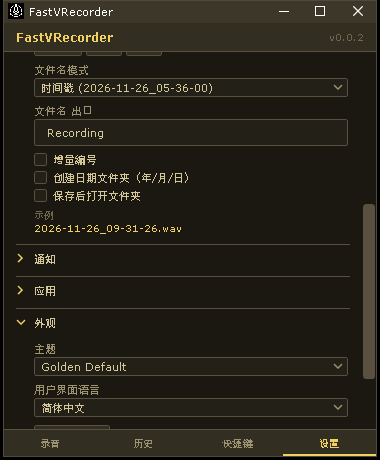 FastVRecorder
FastVRecorder v0.0.2
文件名模式
时间戳 (2026-11-26_05-36-00)
文件名 出口
Recording
增量编号
创建日期文件夹（年/月/日）
保存后打开文件夹
示例
2026-11-26_09-31-26.wav
通知
应用
外观
主题
Golden Default
用户界面语言
简体中文
录音 历史 快捷键 设置